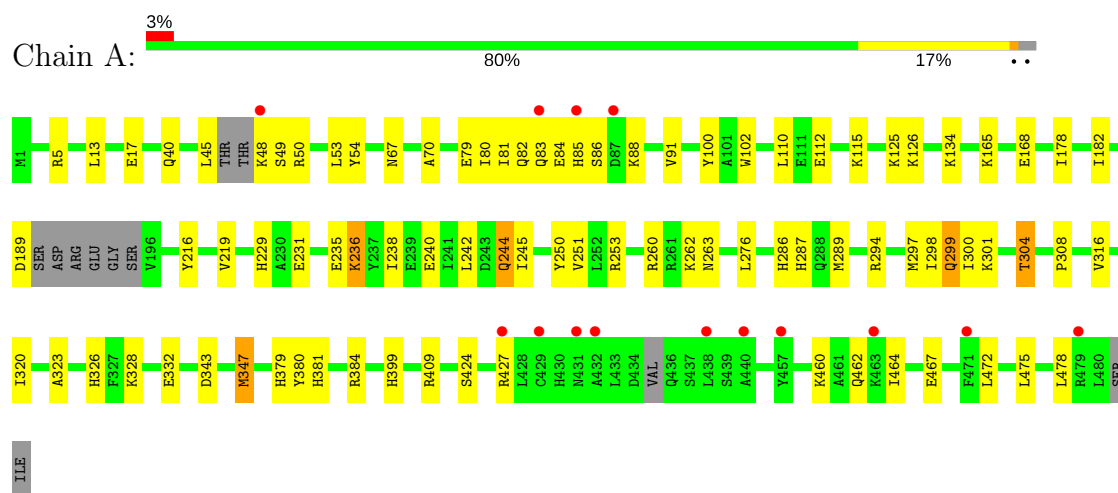 3%
Chain A:
80% 17% • •
M1 R5 L13 E17 Q40 L45 THR THR K48 S49 R50 L53 Y54 N67 A70 E79 I80 I81 Q82 Q83 E84 H85 S86 D87 K88 V91 Y100 A101 W102 L110 E111 E112 K115 K125 K126 K134 K165 E168 I178 I182
D189 SER ASP ARG GLU GLY SER V196 Y216 V219 H229 A230 E231 E235 K236 Y237 I238 E239 E240 I241 L242 D243 Q244 I245 Y250 V251 L252 R253 R260 R261 K262 N263 L276 H286 H287 Q288 M289 R294 M297 I298 Q299 I300 K301 T304 P308 V316
I320 A323 H326 F327 K328 E332 D343 M347 H379 Y380 H381 R384 H399 R409 S424 R427 L428 C429 H430 N431 A432 L433 D434 VAL Q436 S437 L438 S439 A440 Y457 K460 A461 Q462 K463 I464 E467 F471 L472 L475 L478 R479 L480 SER
ILE